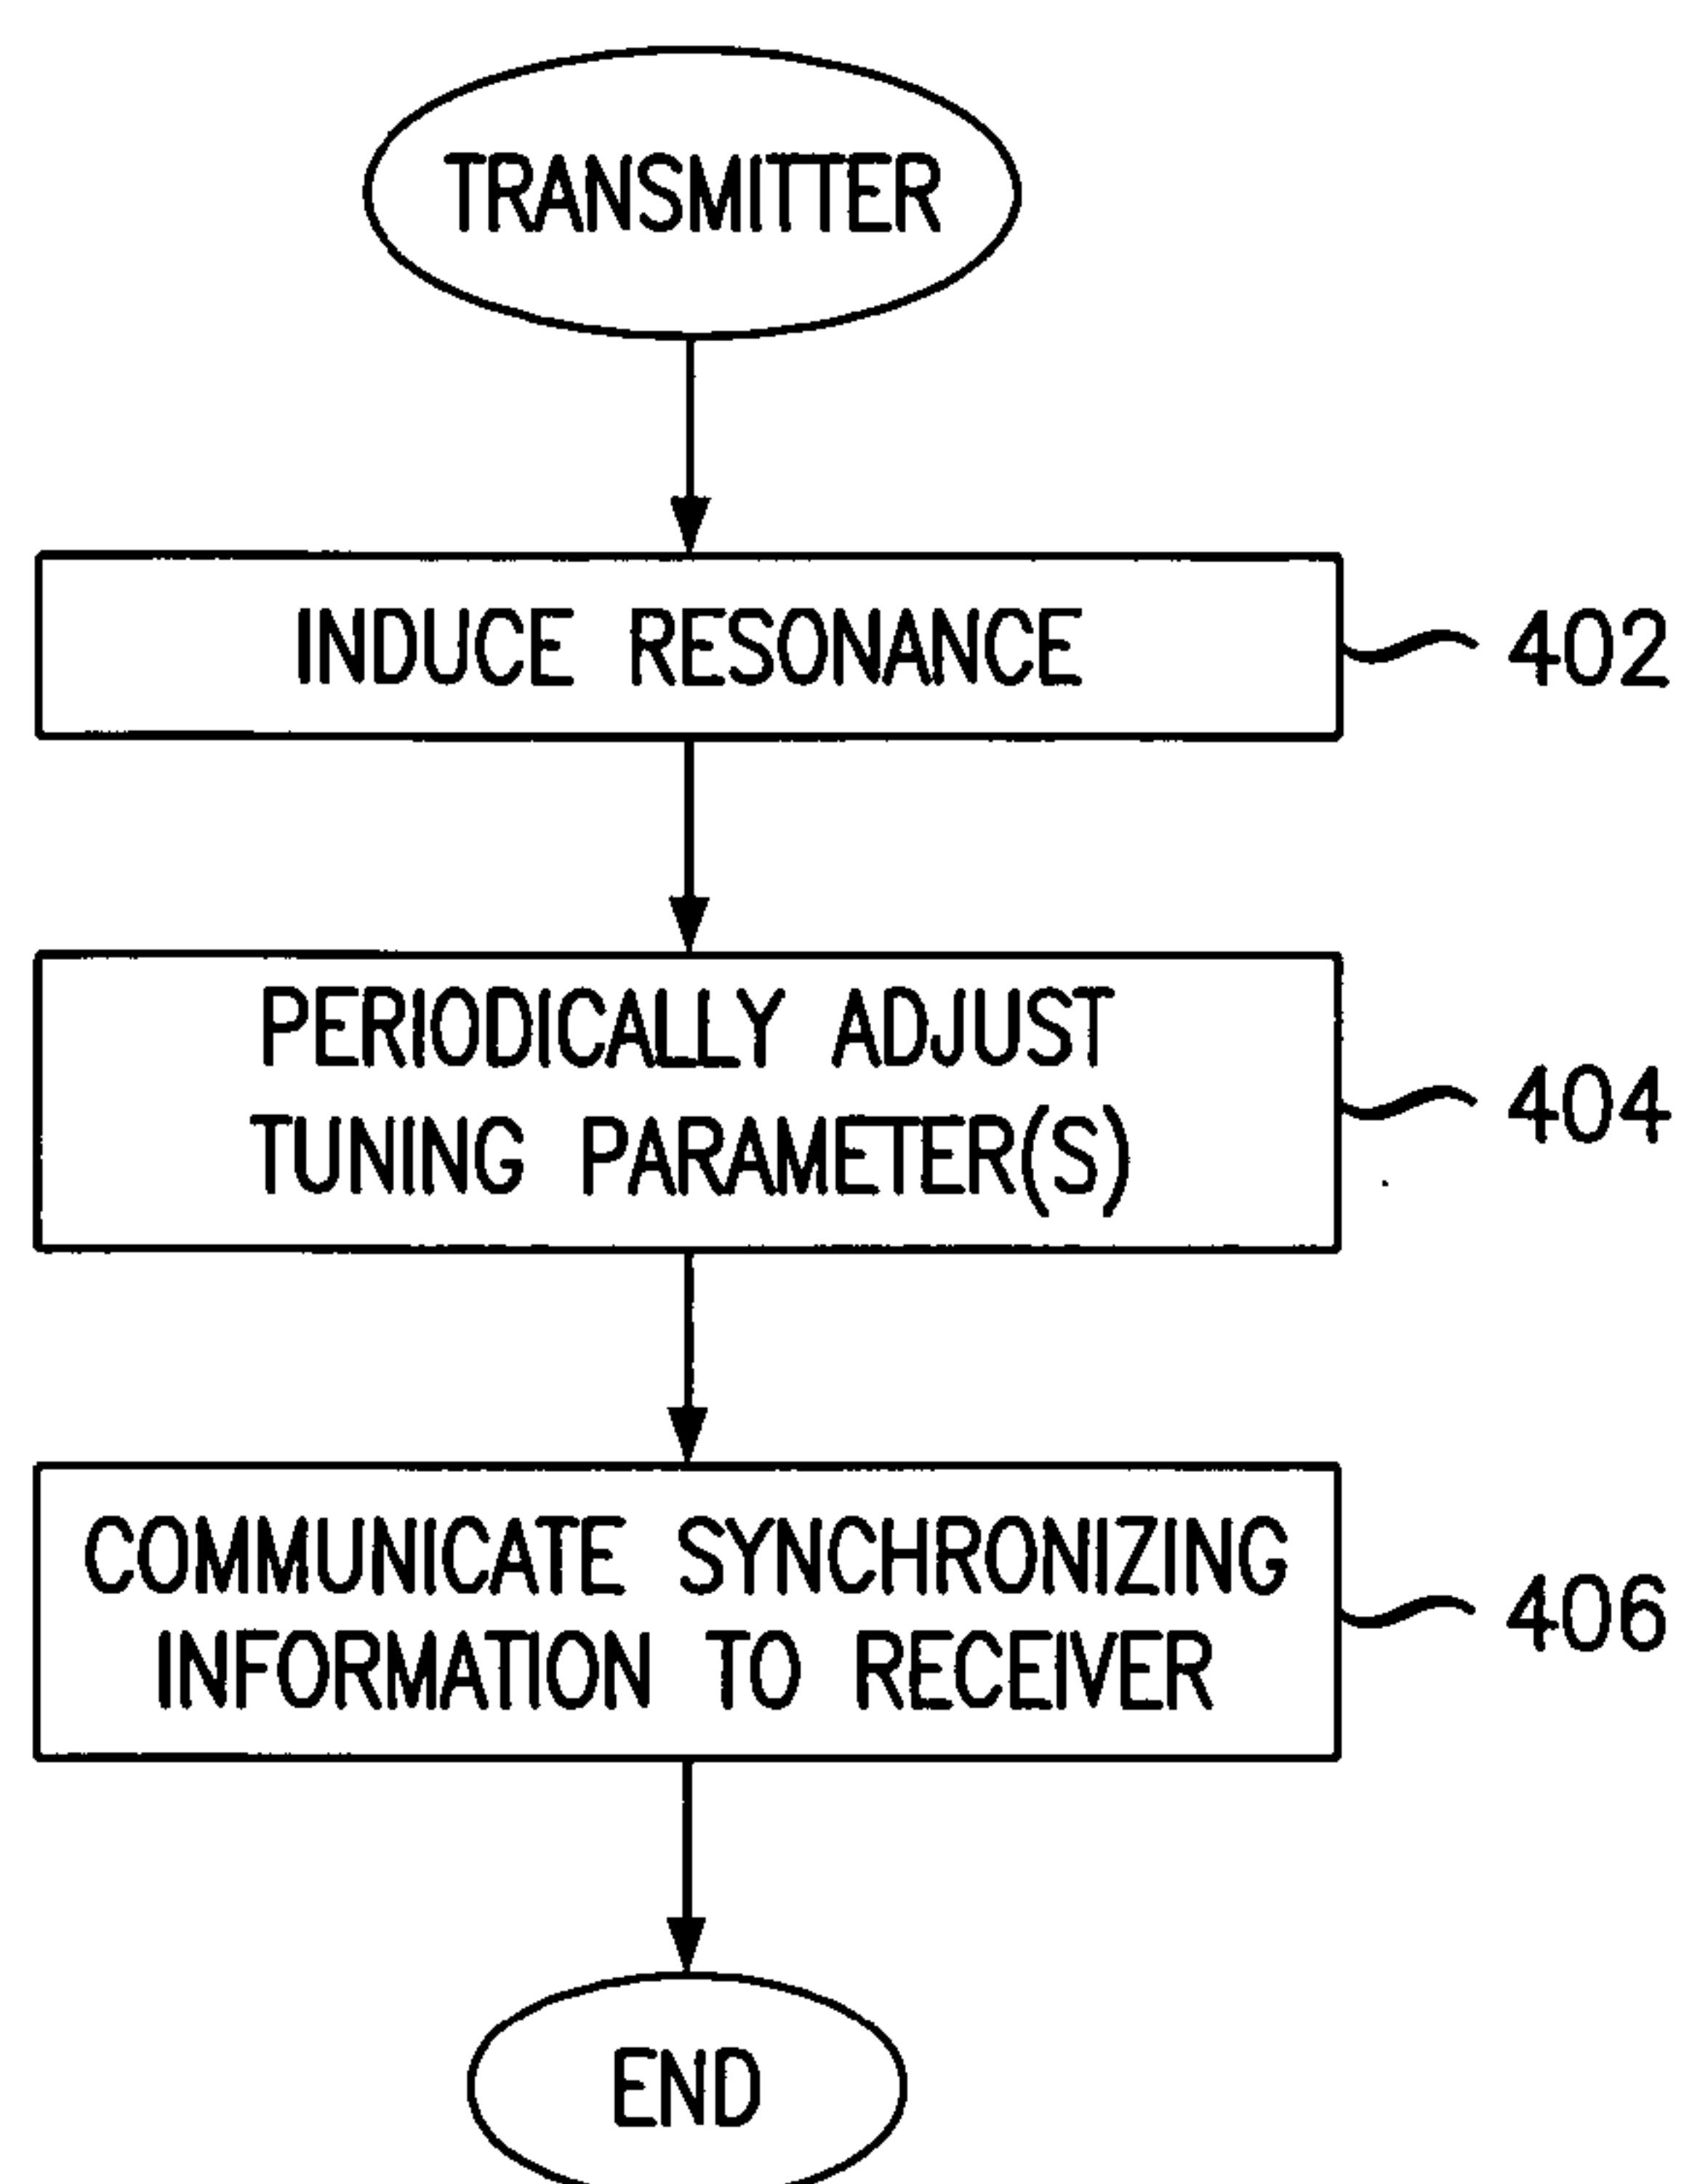 TRANSMITTER
INDUCE RESONANCE
402
PERIODICALLY ADJUST
TUNING PARAMETER(S)
404
COMMUNICATE SYNCHRONIZING
INFORMATION TO RECEIVER
406
END